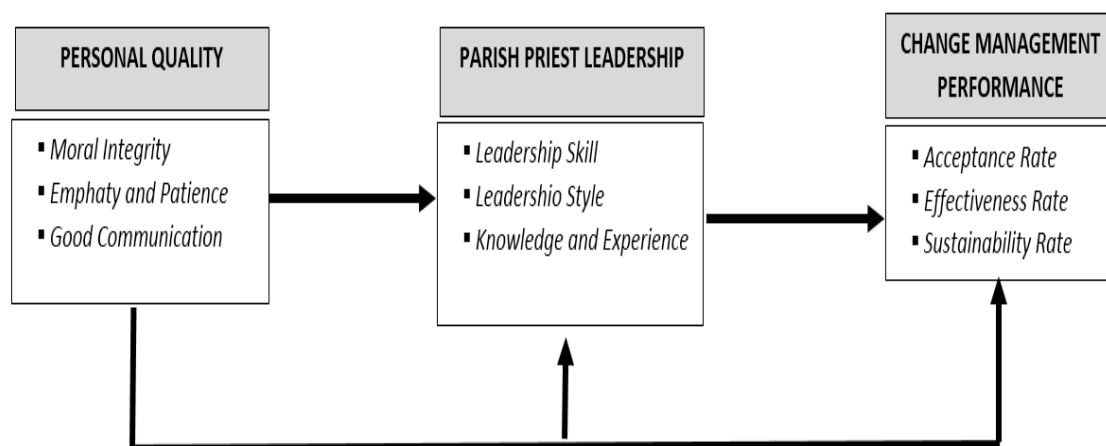 PERSONAL QUALITY
▪ Moral Integrity
▪ Emphaty and Patience
▪ Good Communication
PARISH PRIEST LEADERSHIP
▪ Leadership Skill
▪ Leadershio Style
▪ Knowledge and Experience
CHANGE MANAGEMENT
PERFORMANCE
▪ Acceptance Rate
▪ Effectiveness Rate
▪ Sustainability Rate